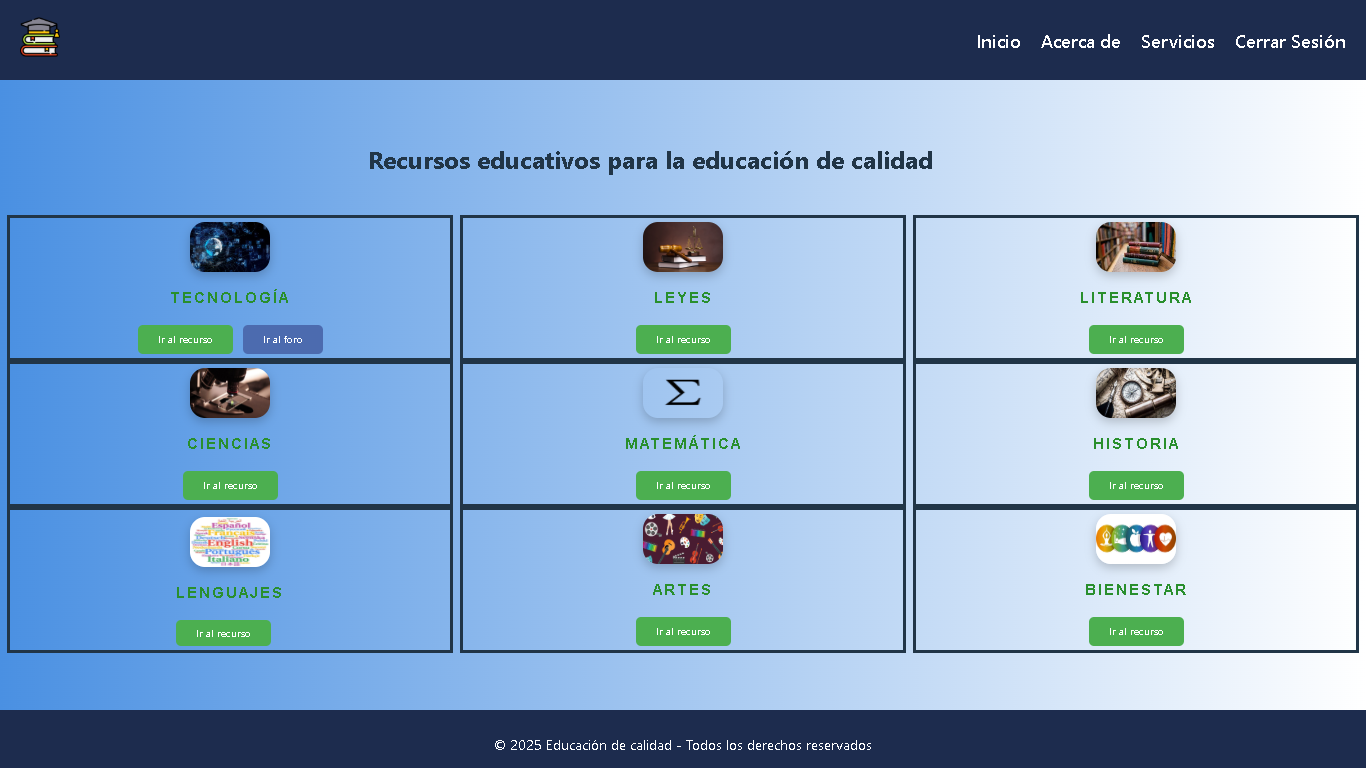 Inicio Acerca de Servicios Cerrar Sesión
Recursos educativos para la educación de calidad
TECNOLOGÍA
Ir al recurso Ir al foro
LEYES
Ir al recurso
LITERATURA
Ir al recurso
CIENCIAS
Ir al recurso
Σ
MATEMÁTICA
Ir al recurso
HISTORIA
Ir al recurso
Español
Français
English
Português
Italiano
LENGUAJES
Ir al recurso
ARTES
Ir al recurso
BIENESTAR
Ir al recurso
© 2025 Educación de calidad - Todos los derechos reservados